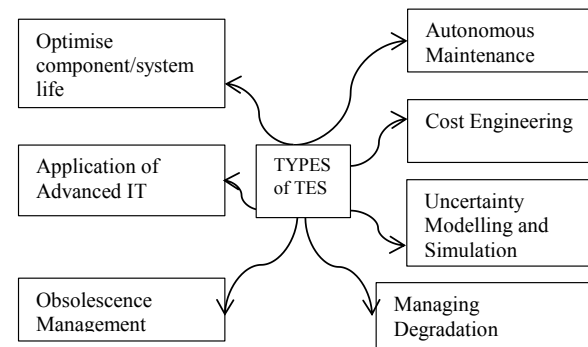 Optimise
component/system
life
Autonomous
Maintenance
Cost Engineering
Application of
Advanced IT
TYPES
of TES
Uncertainty
Modelling and
Simulation
Obsolescence
Management
Managing
Degradation